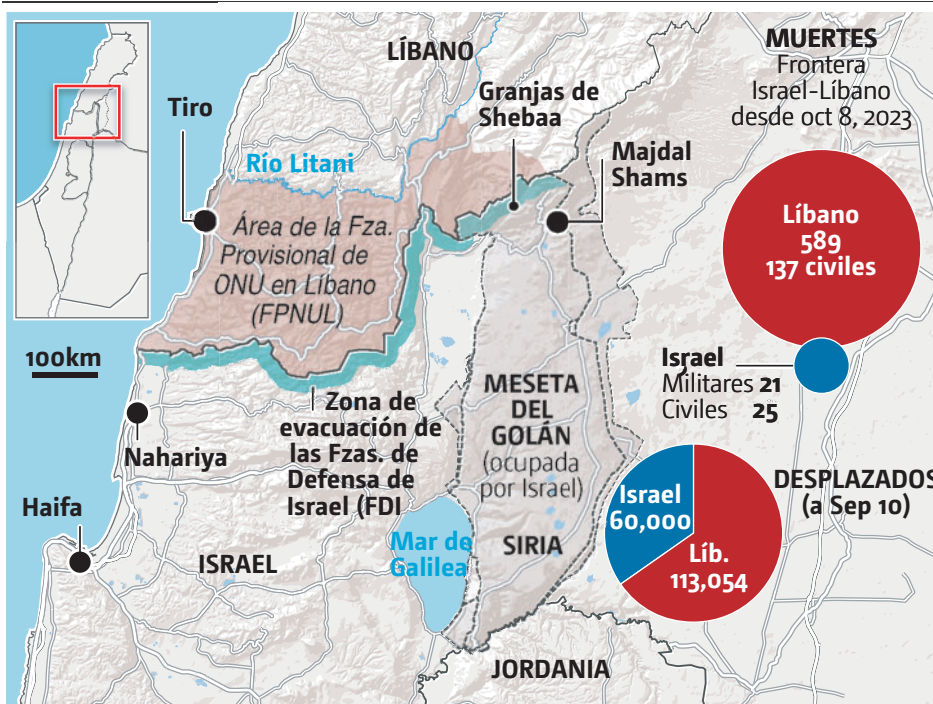 LÍBANO
Granjas de
Shebaa
Tiro
Río Litani
Majdal
Shams
Área de la Fza.
Provisional de
ONU en Líbano
(FPNUL)
100km
Zona de
evacuación de
las Fzas. de
Defensa de
Israel (FDI
Nahariya
Haifa
ISRAEL
Mar de
Galilea
MESETA
DEL
GOLÁN
(ocupada
por Israel)
SIRIA
JORDANIA
MUERTES
Frontera
Israel-Líbano
desde oct 8, 2023
Líbano
589
137 civiles
Israel
Militares 21
Civiles 25
DESPLAZADOS
(a Sep 10)
Israel
60,000
Líb.
113,054